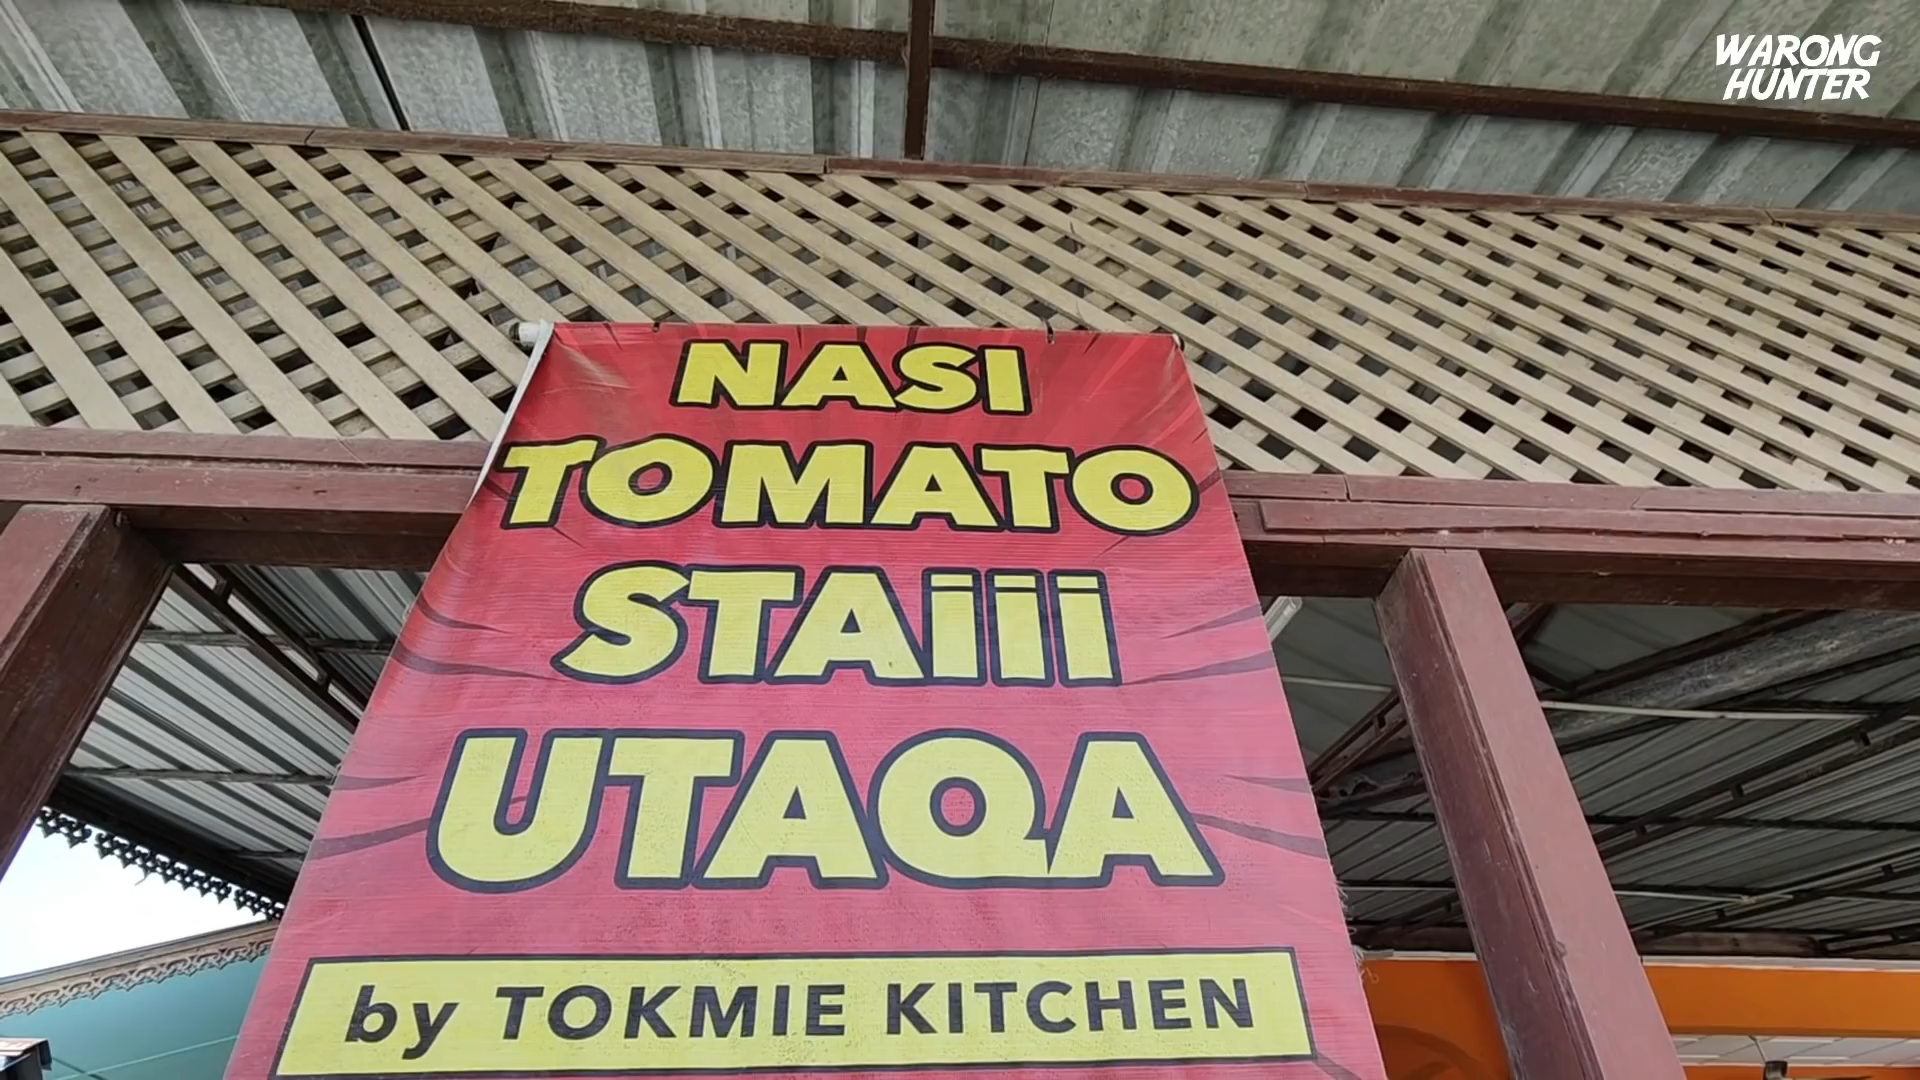 WARONG
HUNTER
NASI
TOMATO
STAiii
UTAQA
by TOKMIE KITCHEN